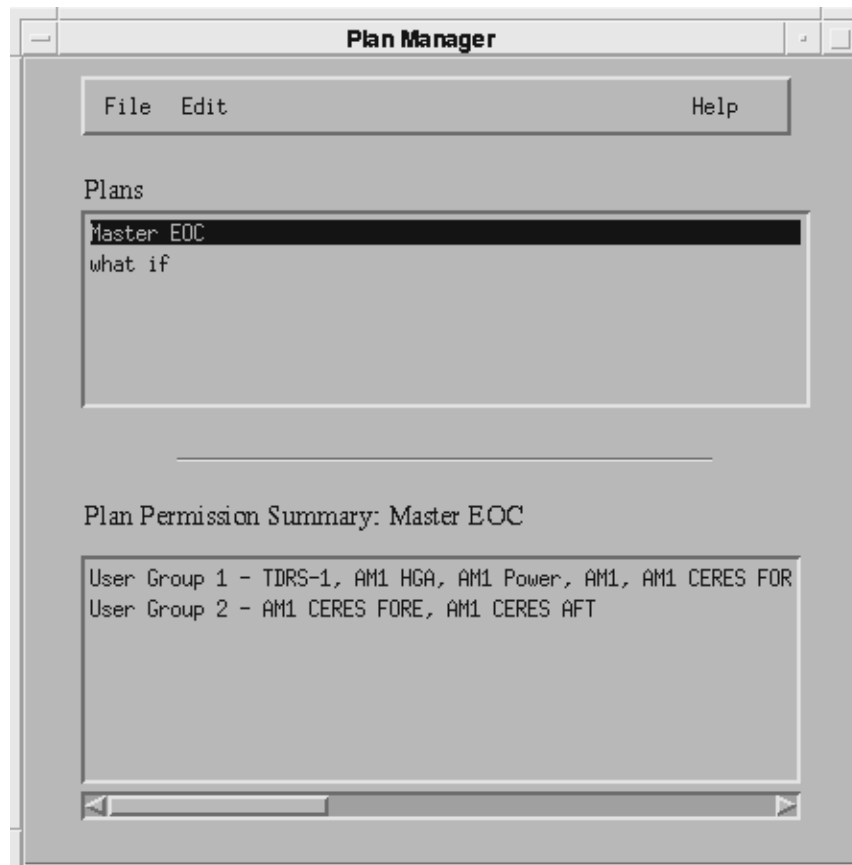 Plan Manager
File Edit Help
Plans
Master EOC
what if
Plan Permission Summary: Master EOC
User Group 1 - TDRS-1, AM1 HGA, AM1 Power, AM1, AM1 CERES FOR
User Group 2 - AM1 CERES FORE, AM1 CERES AFT